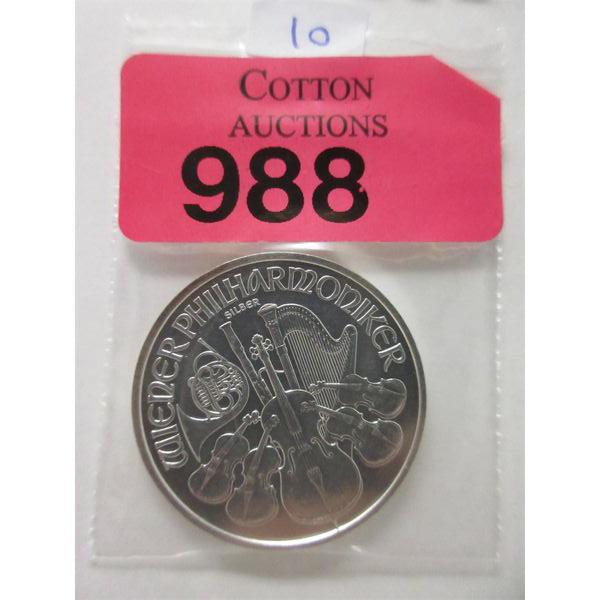 10
COTTON
AUCTIONS
988
WIENER PHILHARMONIKER
SILBER